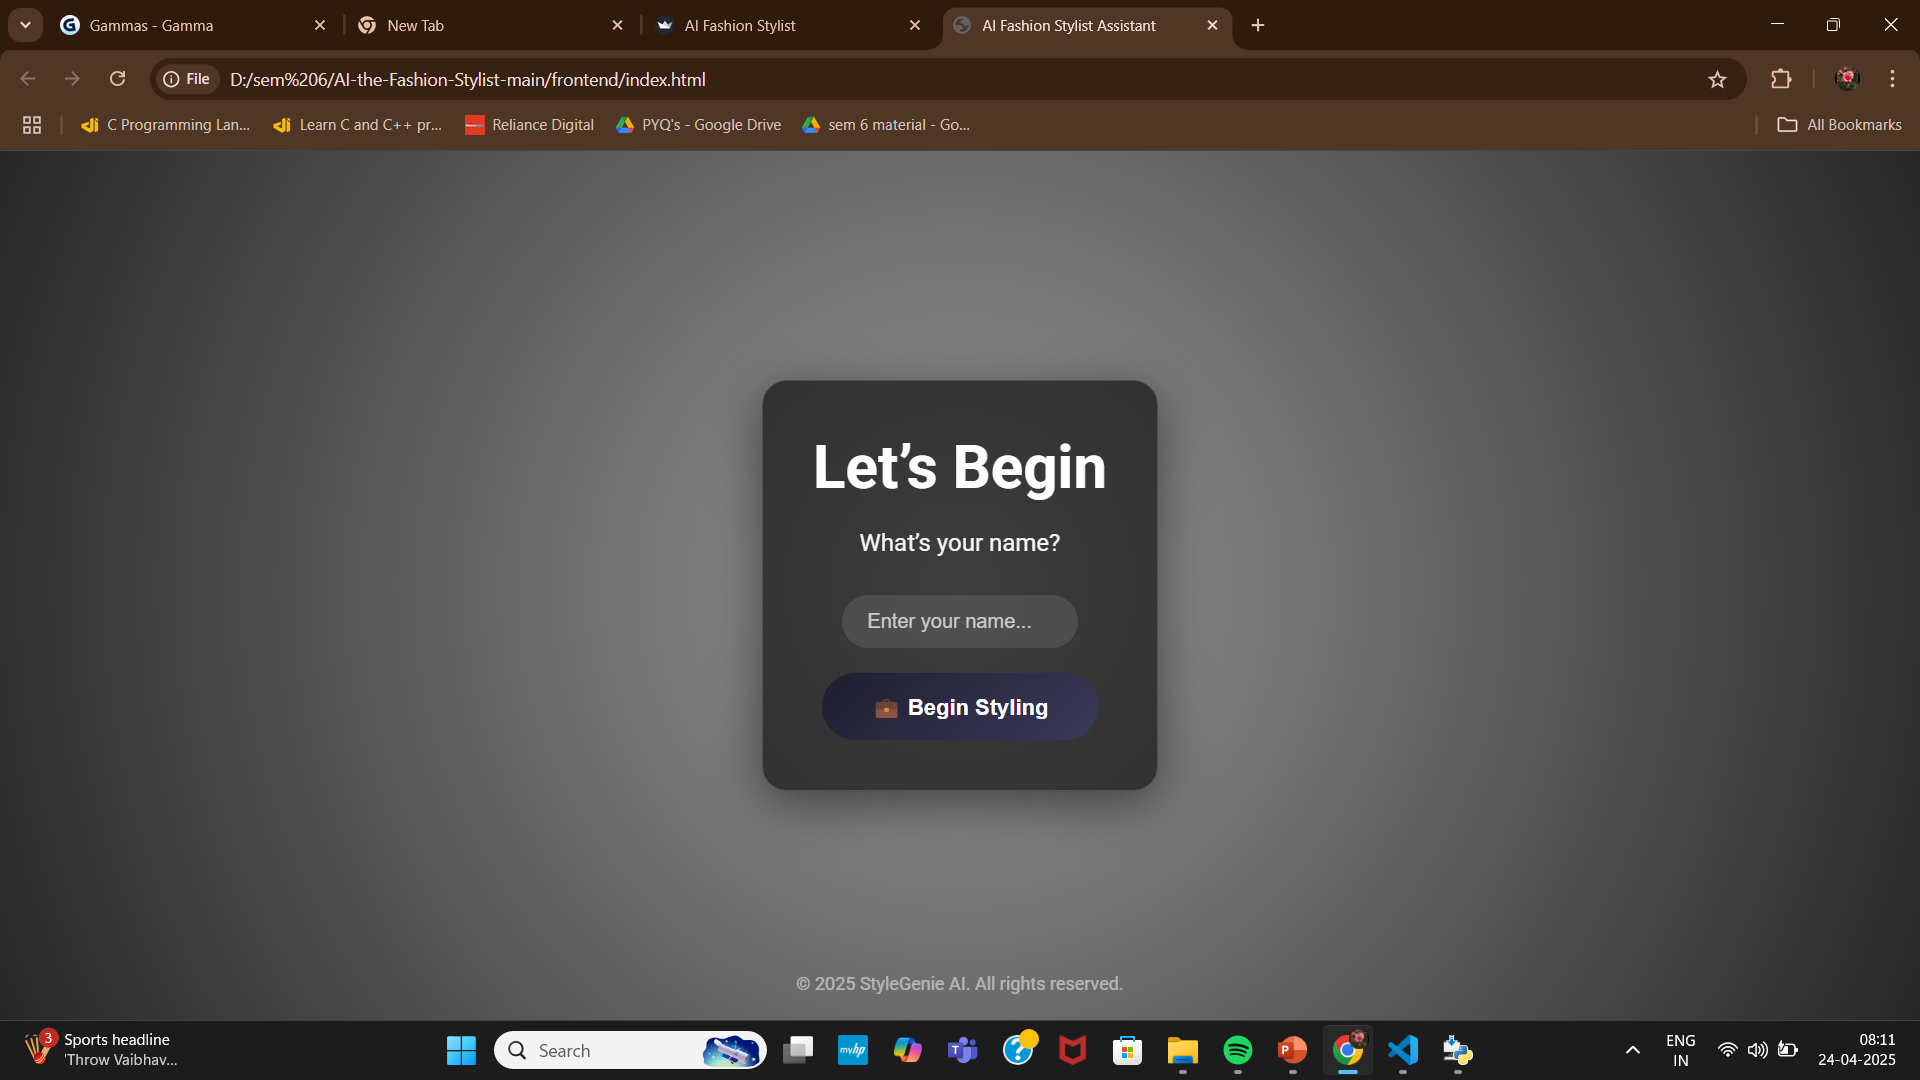 Gammas - Gamma
New Tab
AI Fashion Stylist
AI Fashion Stylist Assistant
File
D:/sem%206/AI-the-Fashion-Stylist-main/frontend/index.html
C Programming Lan...
Learn C and C++ pr...
Reliance Digital
PYQ's - Google Drive
sem 6 material - Go...
All Bookmarks
Let’s Begin
What’s your name?
Enter your name...
Begin Styling
© 2025 StyleGenie AI. All rights reserved.
3
Sports headline
'Throw Vaibhav...
Search
myhp
T
?
P
ENG
IN
08:11
24-04-2025